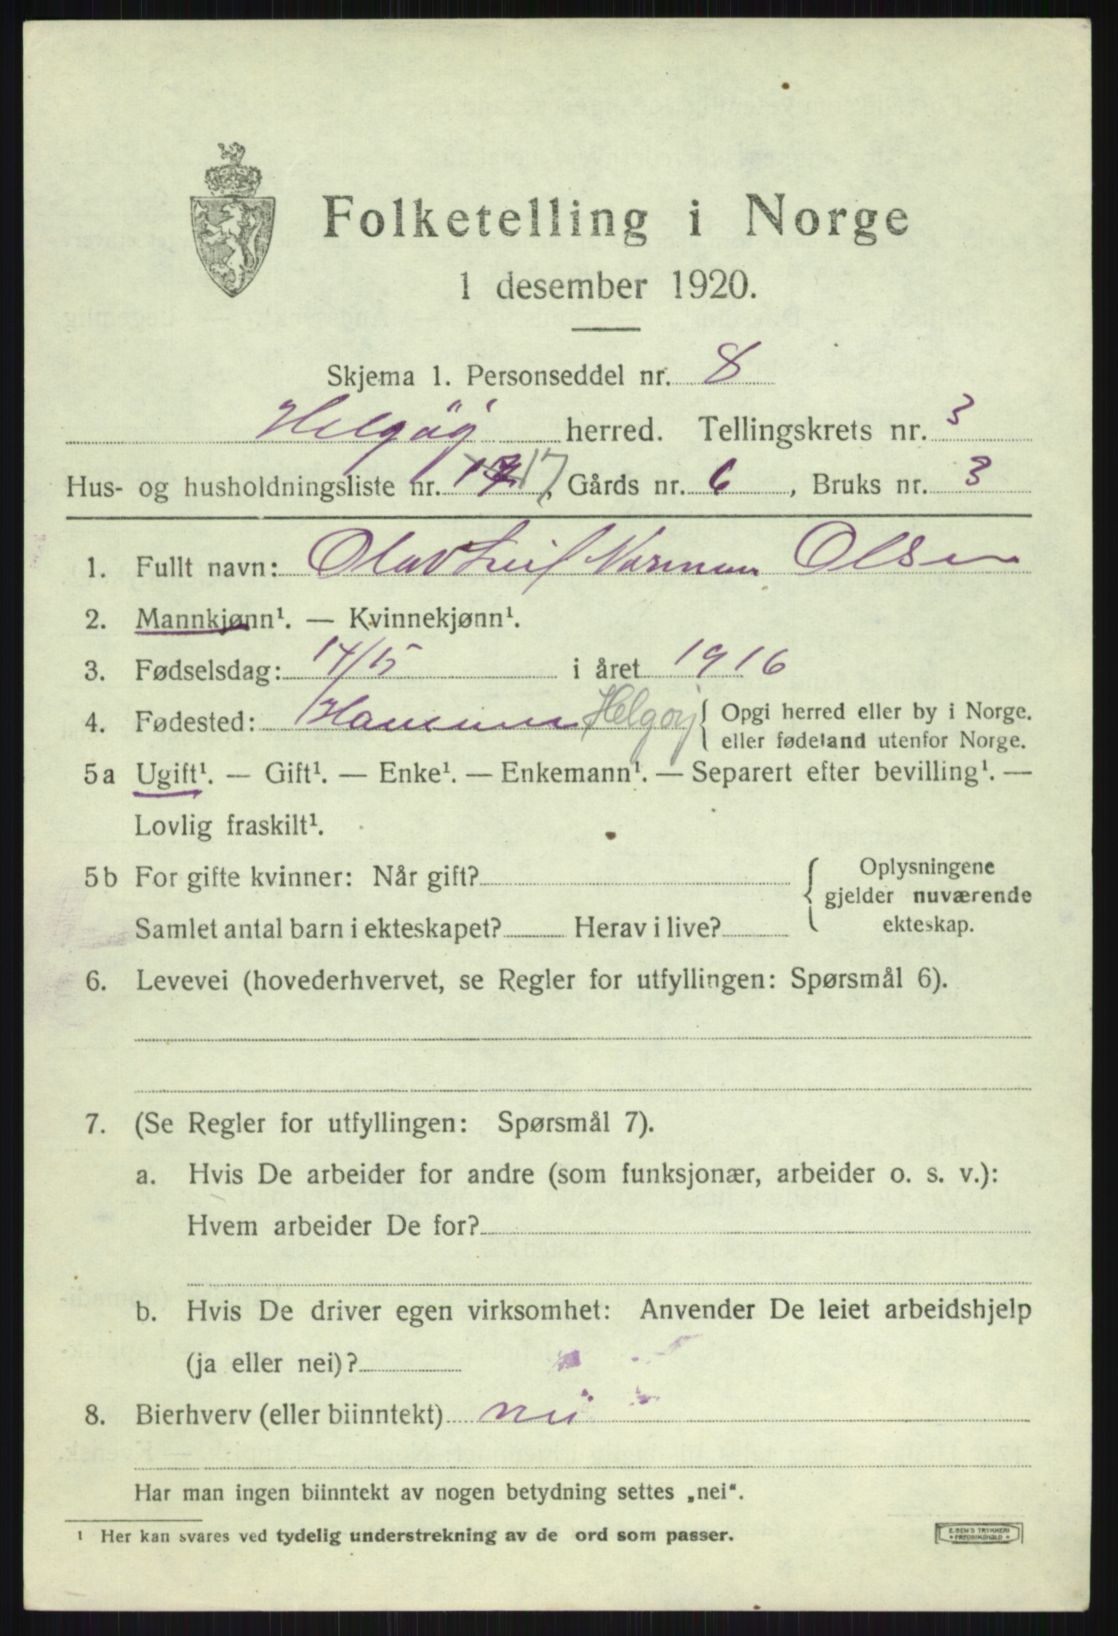 Folketelling i Norge
1 desember 1920.
Skjema 1. Personseddel nr. 8
Helgøy herred. Tellingskrets nr. 3
Hus- og husholdningsliste nr. 17, Gårds nr. 6, Bruks nr. 3
1. Fullt navn: Olav Leif Norman Olsen
2. Mannkjønn¹. — Kvinnekjønn¹.
3. Fødselsdag: 14/15 i året 1916
4. Fødested: Helgøy { Opgi herred eller by i Norge,
eller fødeland utenfor Norge.
5a Ugift¹. — Gift¹. — Enke¹. — Enkemann¹. — Separert efter bevilling¹. —
Lovlig fraskilt¹.
5b For gifte kvinner: Når gift?
Samlet antal barn i ekteskapet? Herav i live?
{ Oplysningene
gjelder nuværende
ekteskap.
6. Levevei (hovederhvervet, se Regler for utfyllingen: Spørsmål 6).
7. (Se Regler for utfyllingen: Spørsmål 7).
a. Hvis De arbeider for andre (som funksjonær, arbeider o. s. v.):
Hvem arbeider De for?
b. Hvis De driver egen virksomhet: Anvender De leiet arbeidshjelp
(ja eller nei)?
8. Bierhverv (eller biinntekt) nei
Har man ingen biinntekt av nogen betydning settes „nei“.
¹ Her kan svares ved tydelig understrekning av de ord som passer.